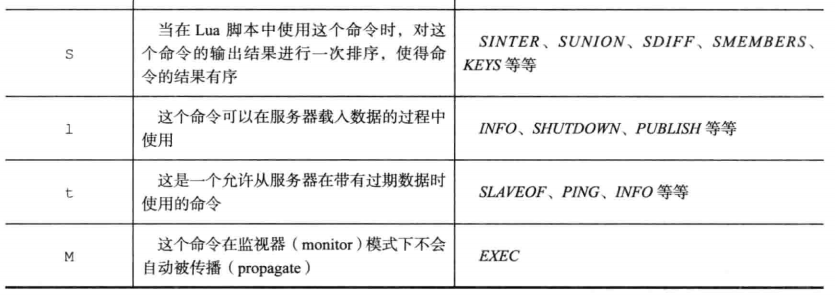 S
当在 Lua 脚本中使用这个命令时，对这
个命令的输出结果进行一次排序，使得命
令的结果有序
SINTER、SUNION、SDIFF、SMEMBERS、
KEYS 等等
l
这个命令可以在服务器载入数据的过程中
使用
INFO、SHUTDOWN、PUBLISH 等等
t
这是一个允许从服务器在带有过期数据时
使用的命令
SLAVEOF、PING、INFO 等等
M
这个命令在监视器（monitor）模式下不会
自动被传播（propagate）
EXEC